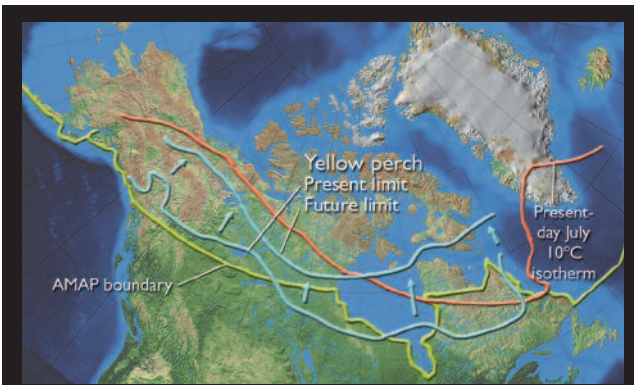 Yellow perch
Present limit
Future limit
Present-
day July
10°C
isotherm
AMAP boundary